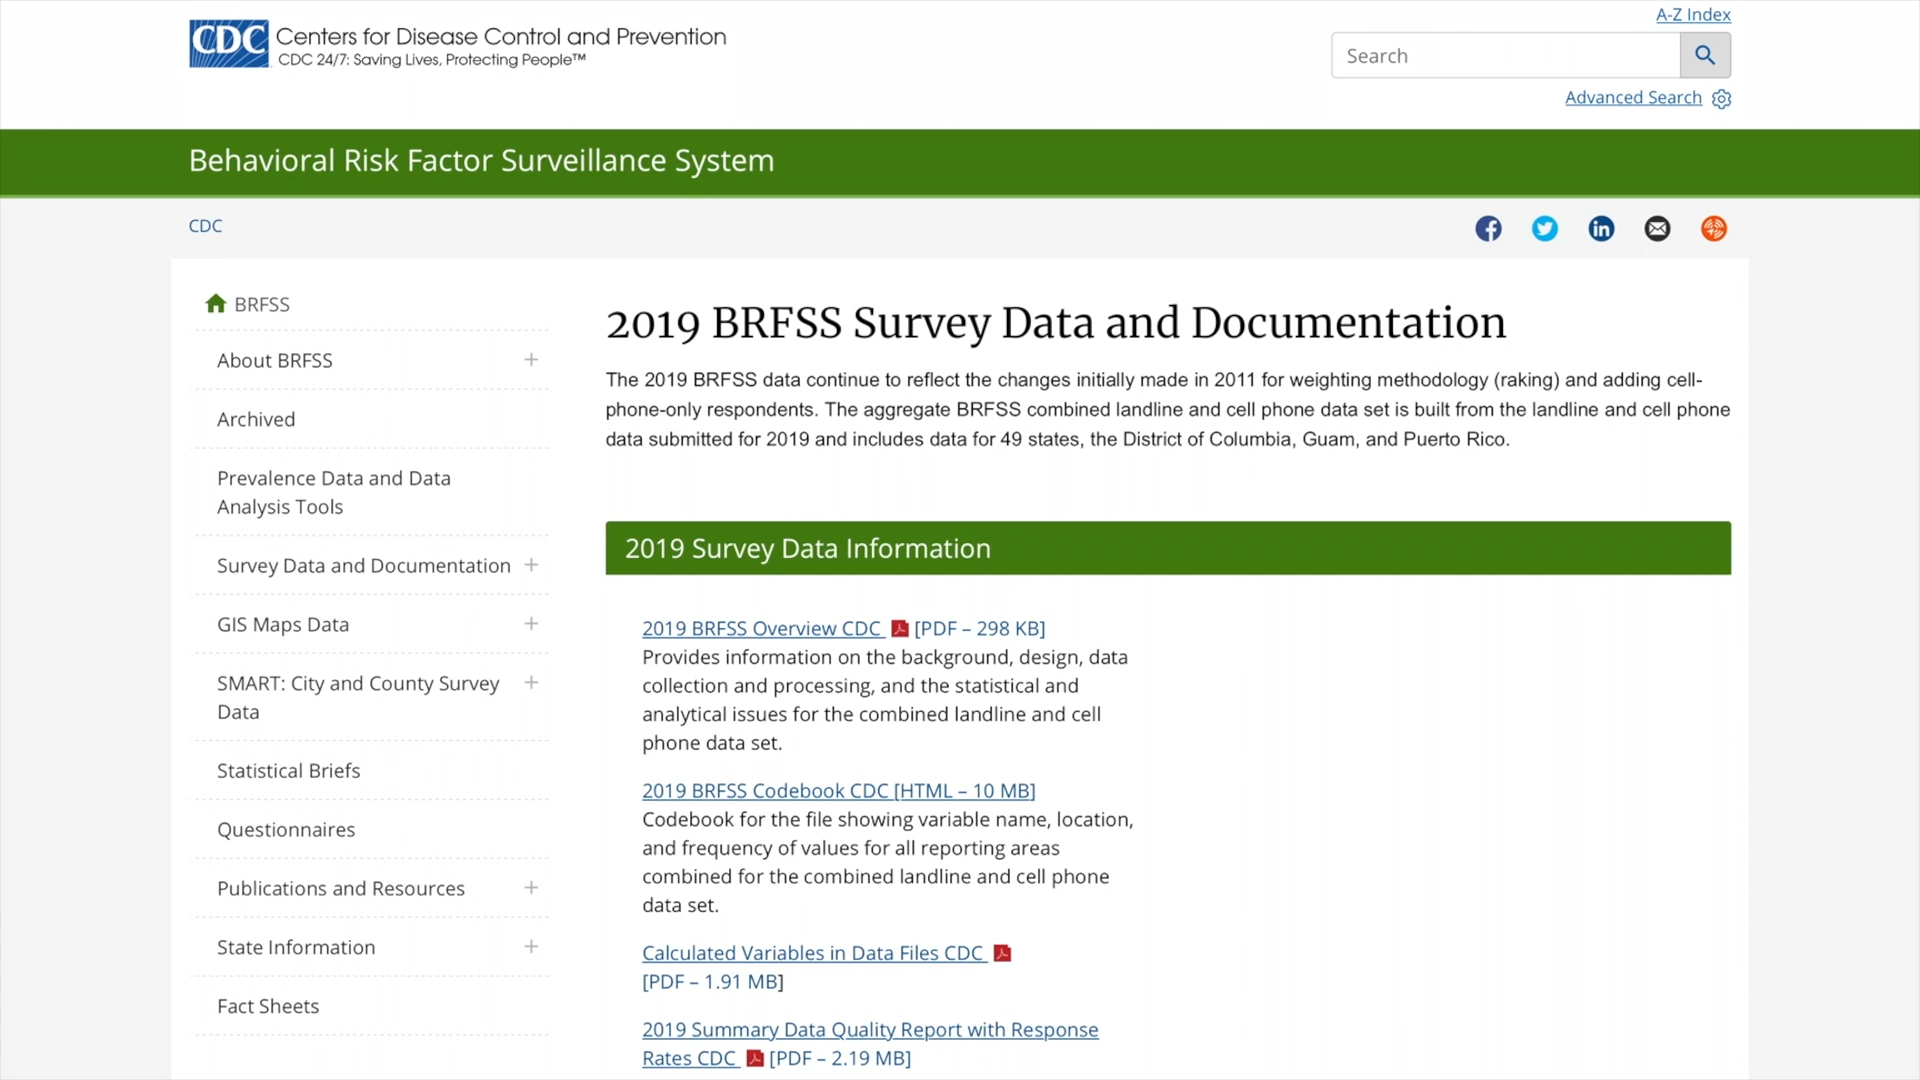 A-Z Index
CDC
Centers for Disease Control and Prevention
CDC 24/7: Saving Lives, Protecting People™
Search
Advanced Search
Behavioral Risk Factor Surveillance System
CDC
BRFSS
About BRFSS
Archived
Prevalence Data and Data
Analysis Tools
Survey Data and Documentation
GIS Maps Data
SMART: City and County Survey
Data
Statistical Briefs
Questionnaires
Publications and Resources
State Information
Fact Sheets
2019 BRFSS Survey Data and Documentation
The 2019 BRFSS data continue to reflect the changes initially made in 2011 for weighting methodology (raking) and adding cell-
phone-only respondents. The aggregate BRFSS combined landline and cell phone data set is built from the landline and cell phone
data submitted for 2019 and includes data for 49 states, the District of Columbia, Guam, and Puerto Rico.
2019 Survey Data Information
2019 BRFSS Overview CDC [PDF – 298 KB]
Provides information on the background, design, data
collection and processing, and the statistical and
analytical issues for the combined landline and cell
phone data set.
2019 BRFSS Codebook CDC [HTML – 10 MB]
Codebook for the file showing variable name, location,
and frequency of values for all reporting areas
combined for the combined landline and cell phone
data set.
Calculated Variables in Data Files CDC
[PDF – 1.91 MB]
2019 Summary Data Quality Report with Response
Rates CDC [PDF – 2.19 MB]